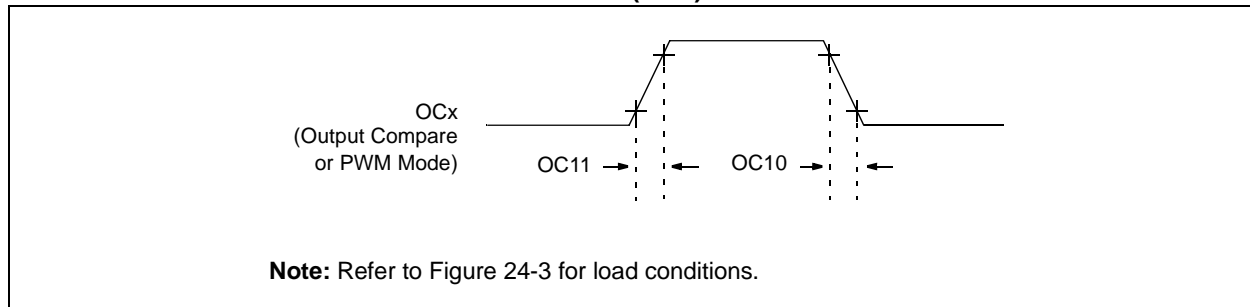 OCx
(Output Compare
or PWM Mode)
OC11
OC10
Note: Refer to Figure 24-3 for load conditions.